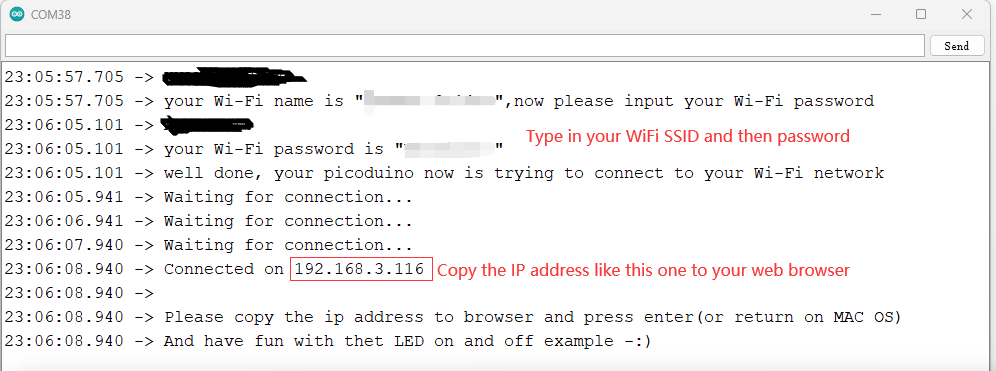 COM38
Send
23:05:57.705 ->
23:05:57.705 -> your Wi-Fi name is "",now please input your Wi-Fi password
23:06:05.101 ->
Type in your WiFi SSID and then password
23:06:05.101 -> your Wi-Fi password is ""
23:06:05.101 -> well done, your picoduino now is trying to connect to your Wi-Fi network
23:06:05.941 -> Waiting for connection...
23:06:06.941 -> Waiting for connection...
23:06:07.940 -> Waiting for connection...
23:06:08.940 -> Connected on 192.168.3.116 Copy the IP address like this one to your web browser
23:06:08.940 ->
23:06:08.940 -> Please copy the ip address to browser and press enter(or return on MAC OS)
23:06:08.940 -> And have fun with thet LED on and off example -:)